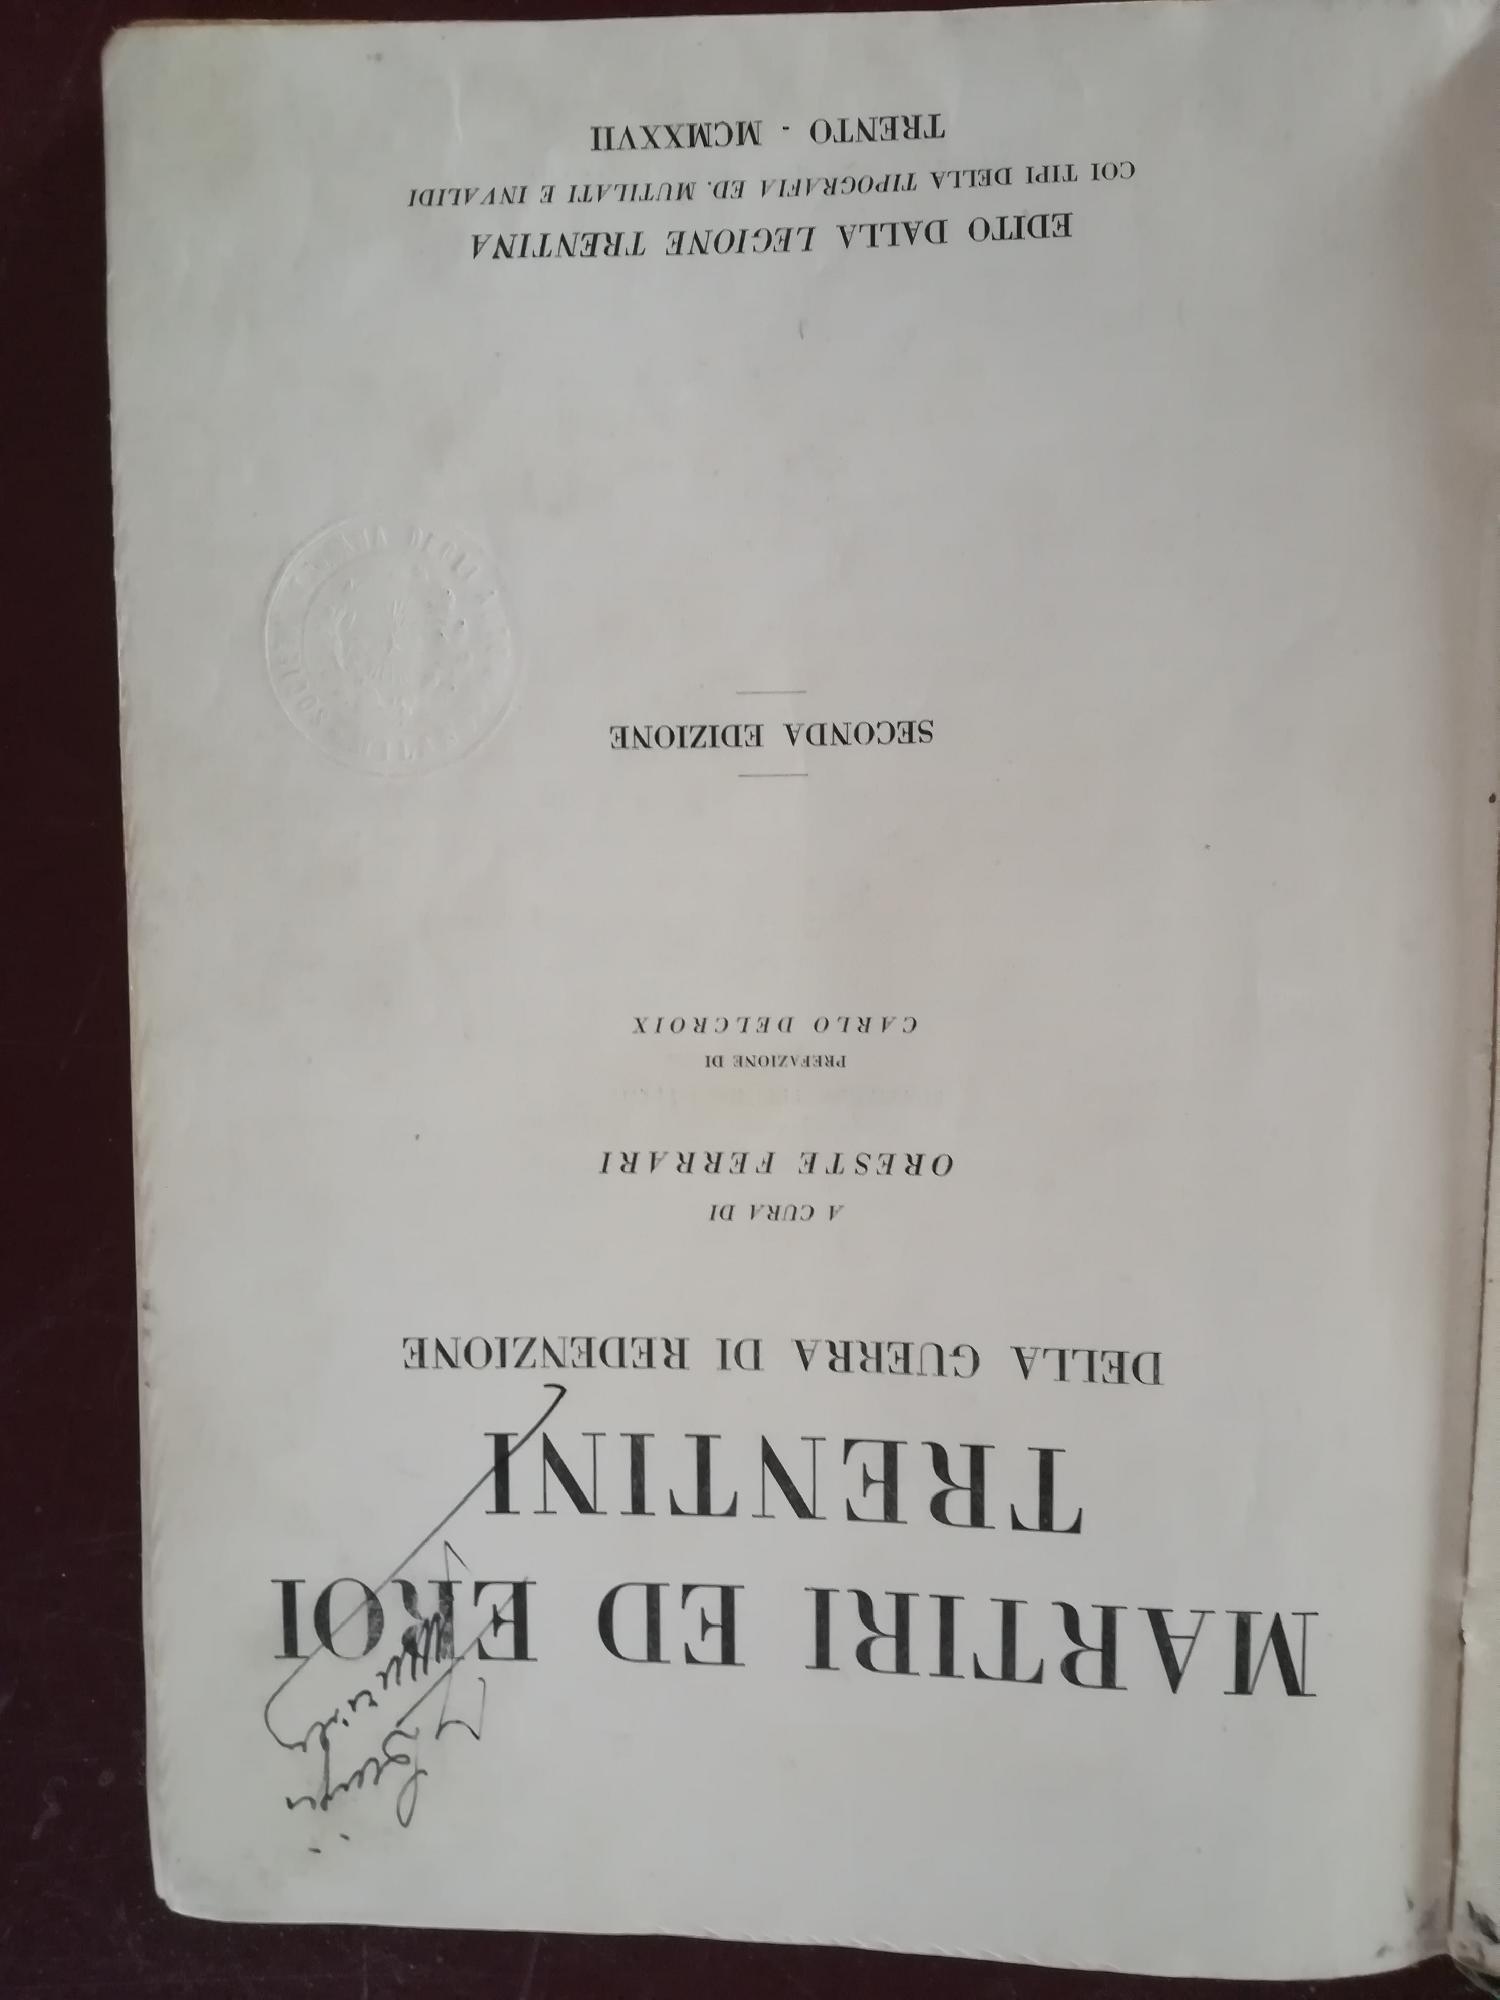 MARTIRI ED EROI
TRENTINI
DELLA GUERRA DI REDENZIONE
A CURA DI
ORESTE FERRARI
PREFAZIONE DI
CARLO DELCROIX
SECONDA EDIZIONE
EDITO DALLA LEGIONE TRENTINA
COI TIPI DELLA TIPOGRAFIA ED. MUTILATI E INVALIDI
TRENTO - MCMXXVII